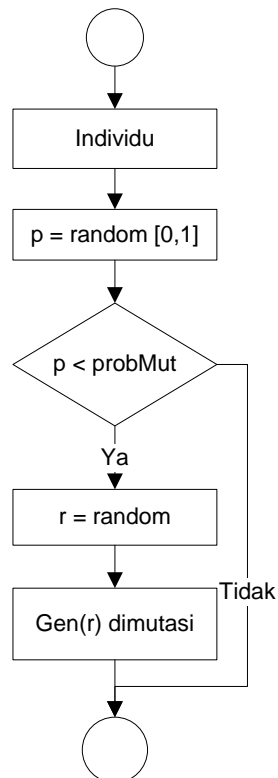 Individu
p = random [0,1]
p < probMut
Ya
r = random
Tidak
Gen(r) dimutasi